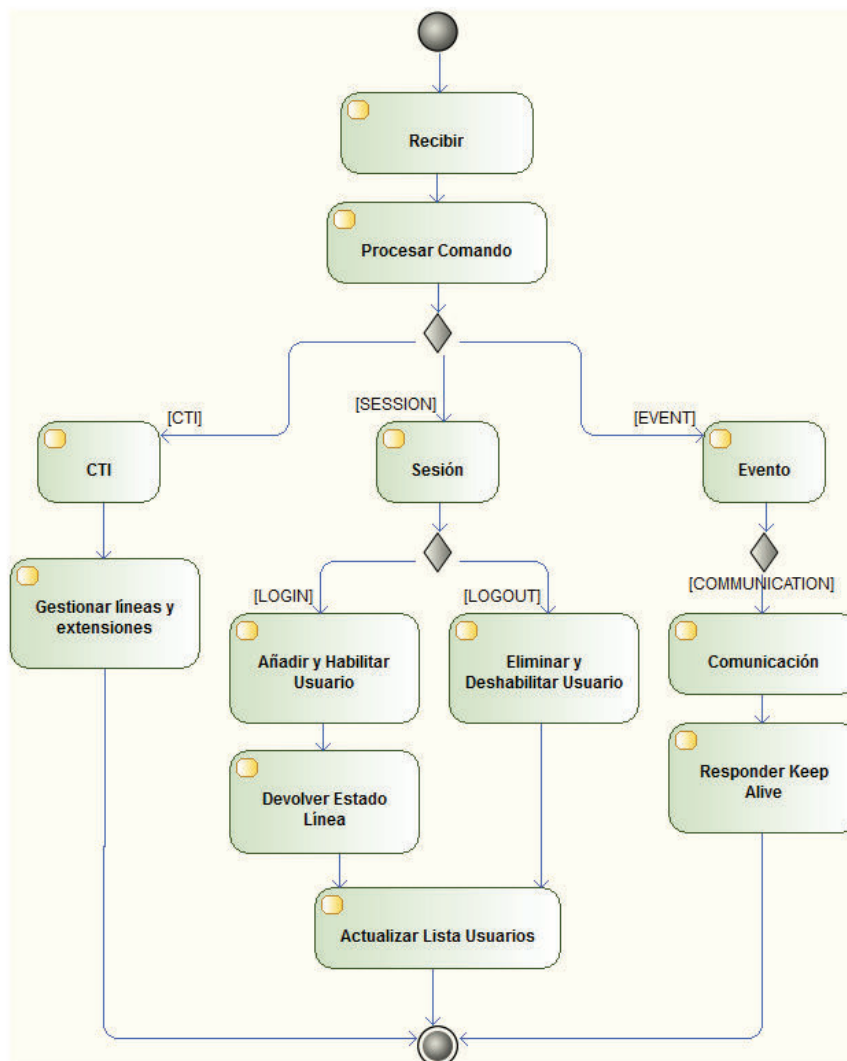 Recibir
Procesar Comando
[CTI]
[SESSION]
[EVENT]
CTI
Sesión
Evento
[LOGIN]
[LOGOUT]
[COMMUNICATION]
Gestionar líneas y
extensiones
Añadir y Habilitar
Usuario
Eliminar y
Deshabilitar Usuario
Comunicación
Devolver Estado
Línea
Responder Keep
Alive
Actualizar Lista Usuarios